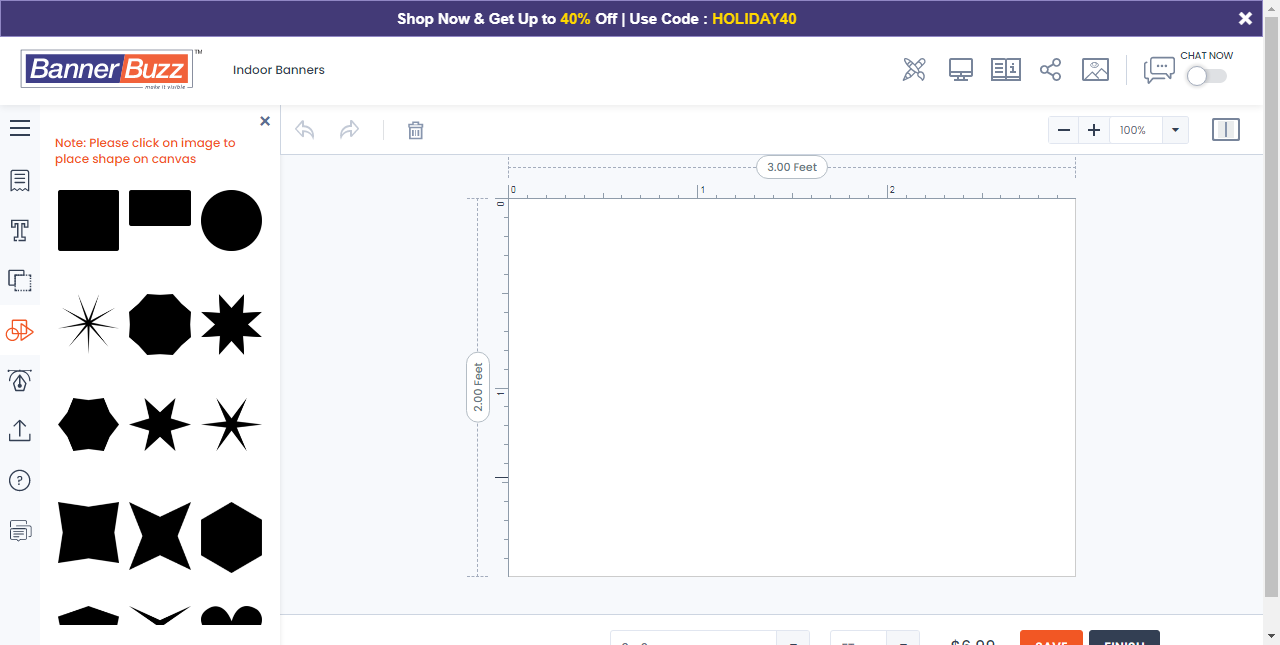 Shop Now & Get Up to 40% Off | Use Code : HOLIDAY40
BannerBuzz™
make it visible
Indoor Banners
CHAT NOW
Note: Please click on image to
place shape on canvas
100%
3.00 Feet
0 1 2
0
2.00 Feet
1
$6.99
SAVE
FINISH